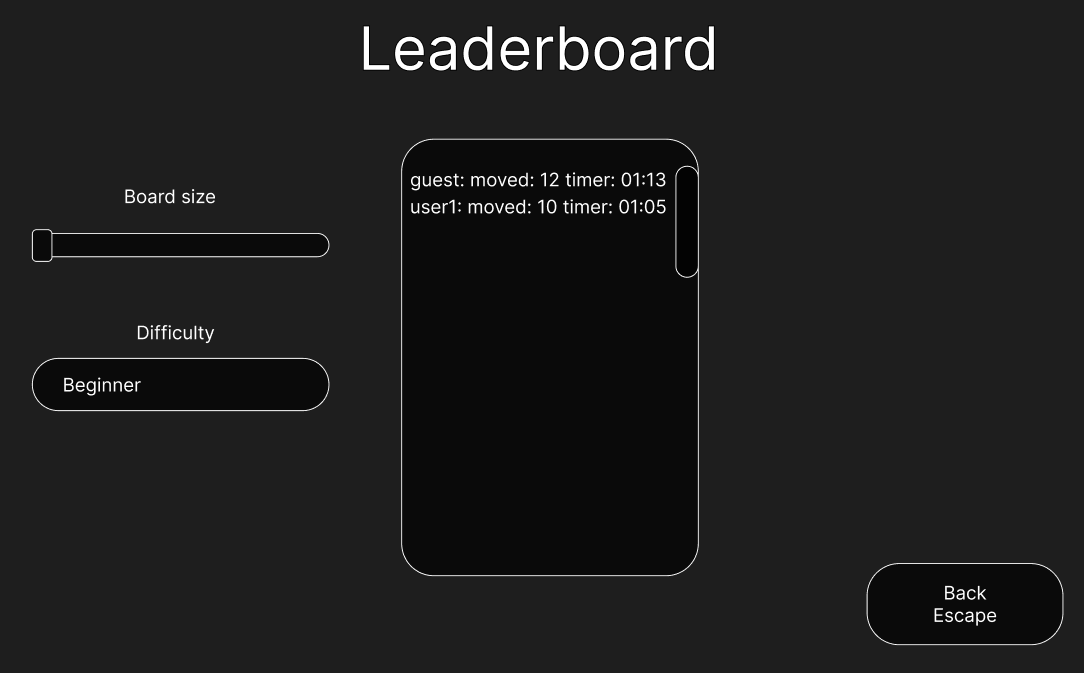 Leaderboard
Board size
Difficulty
Beginner
guest: moved: 12 timer: 01:13
user1: moved: 10 timer: 01:05
Back
Escape